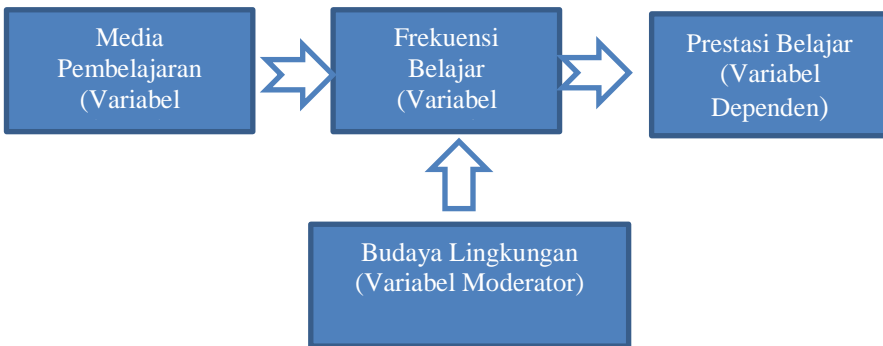 Media
Pembelajaran
(Variabel
Frekuensi
Belajar
(Variabel
Prestasi Belajar
(Variabel
Dependen)
Budaya Lingkungan
(Variabel Moderator)